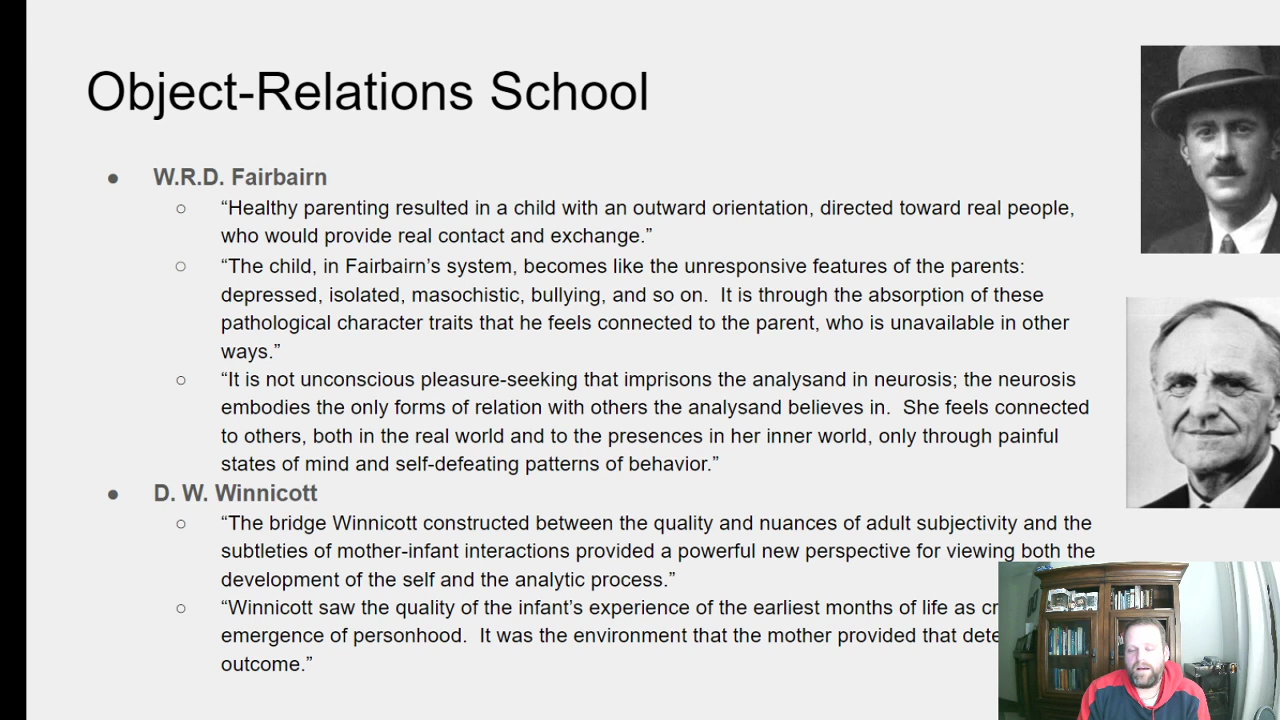 Object-Relations School
● W.R.D. Fairbairn
○ “Healthy parenting resulted in a child with an outward orientation, directed toward real people,
who would provide real contact and exchange.”
○ “The child, in Fairbairn’s system, becomes like the unresponsive features of the parents:
depressed, isolated, masochistic, bullying, and so on.  It is through the absorption of these
pathological character traits that he feels connected to the parent, who is unavailable in other
ways.”
○ “It is not unconscious pleasure-seeking that imprisons the analysand in neurosis; the neurosis
embodies the only forms of relation with others the analysand believes in.  She feels connected
to others, both in the real world and to the presences in her inner world, only through painful
states of mind and self-defeating patterns of behavior.”
● D. W. Winnicott
○ “The bridge Winnicott constructed between the quality and nuances of adult subjectivity and the
subtleties of mother-infant interactions provided a powerful new perspective for viewing both the
development of the self and the analytic process.”
○ “Winnicott saw the quality of the infant’s experience of the earliest months of life as
emergence of personhood.  It was the environment that the mother provided that
outcome.”